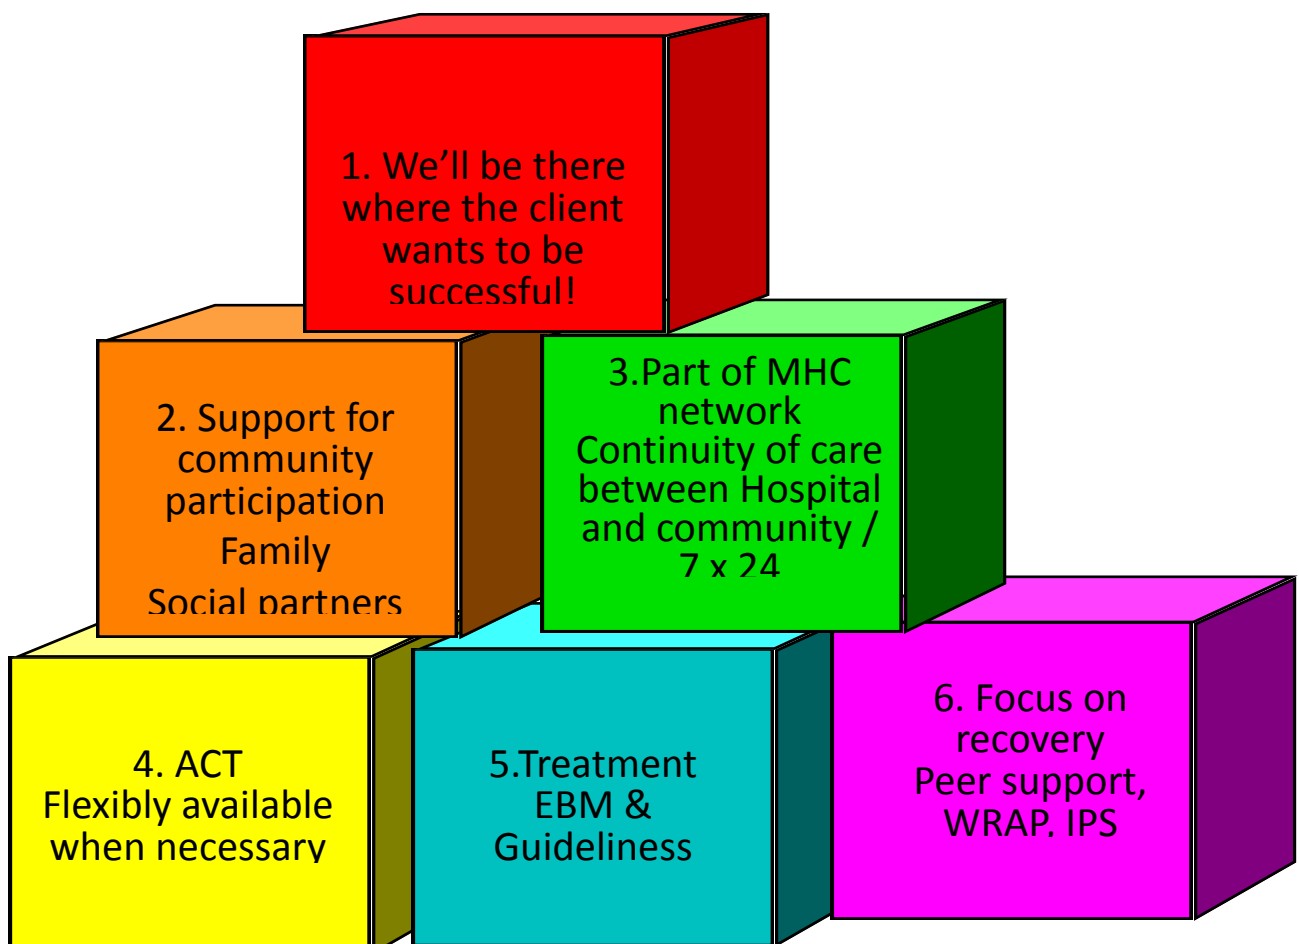 1. We’ll be there
where the client
wants to be
successful!
2. Support for
community
participation
Family
Social partners
3.Part of MHC
network
Continuity of care
between Hospital
and community /
7 x 24
4. ACT
Flexibly available
when necessary
5.Treatment
EBM &
Guideliness
6. Focus on
recovery
Peer support,
WRAP, IPS